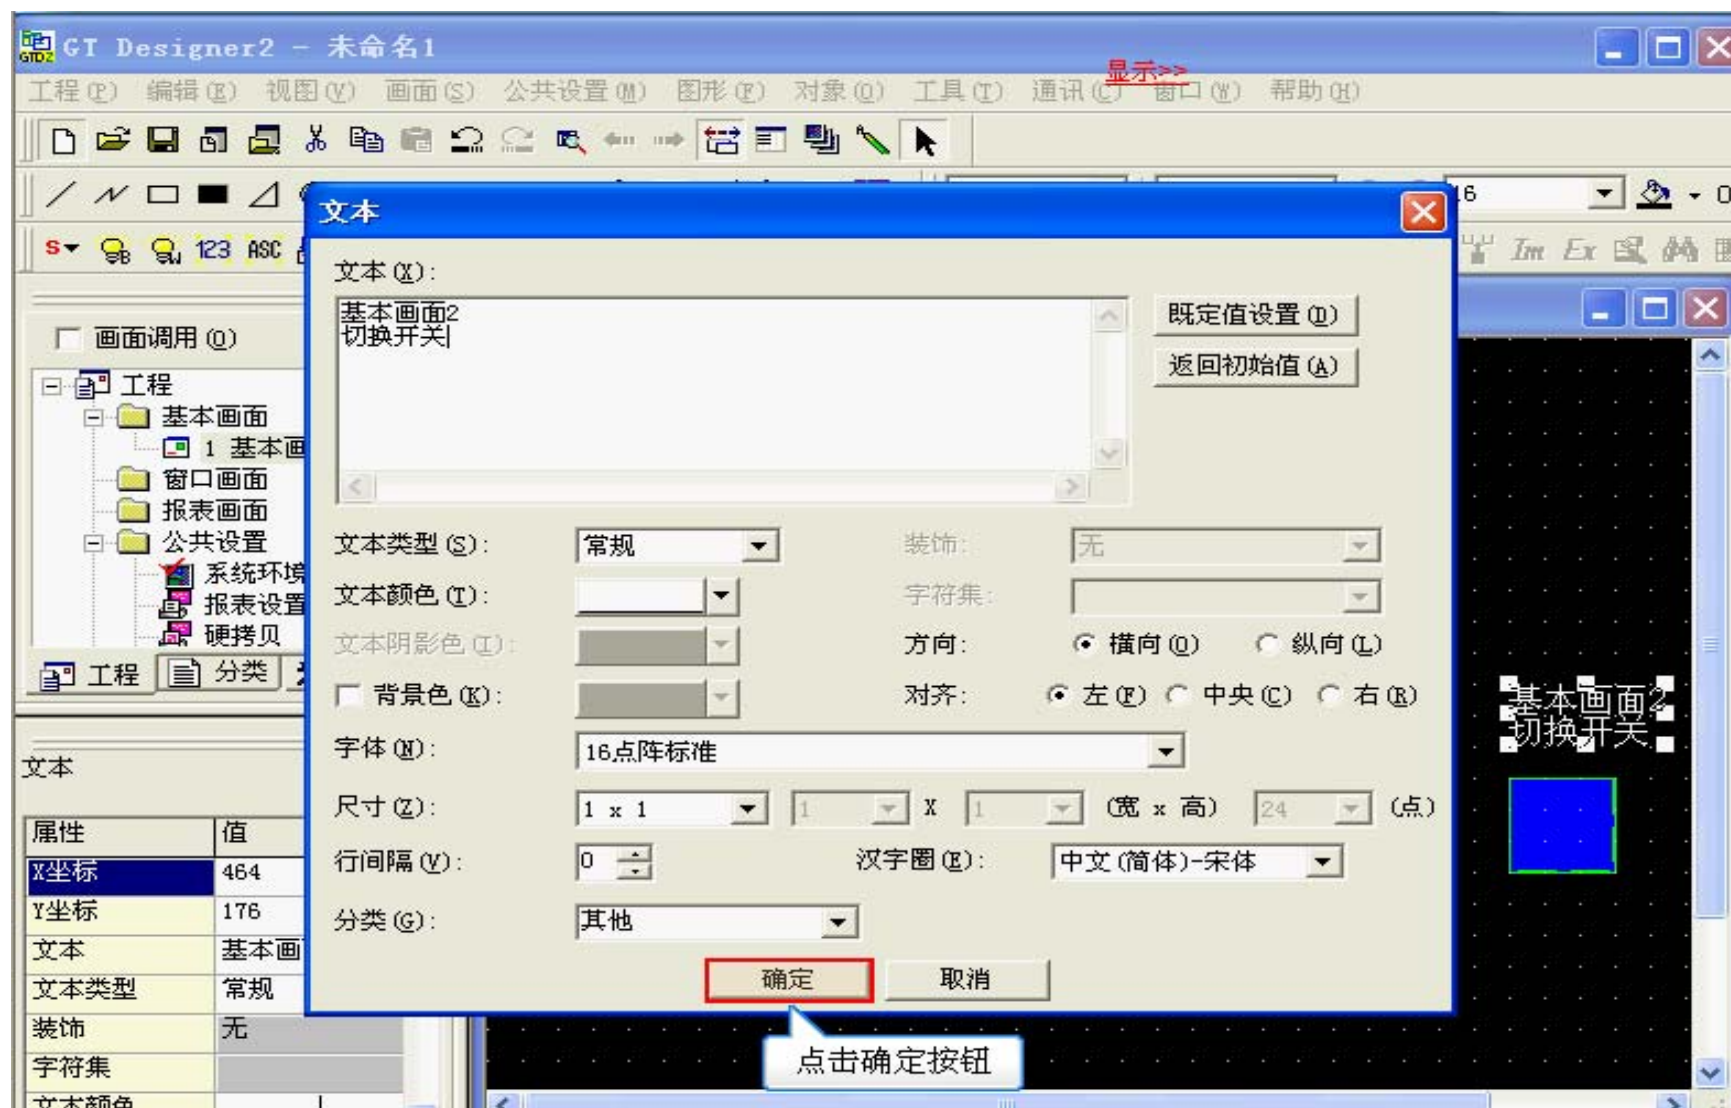 GT Designer2 - 未命名1
工程(P) 编辑(E) 视图(V) 画面(S) 公共设置(M) 图形(F) 对象(O) 工具(T) 通讯(C) 窗口(W) 帮助(H)
显示>>
16
S B W 123 ASC
Im Ex
画面调用(O)
工程
基本画面
1 基本画
窗口画面
报表画面
公共设置
系统环境
报表设置
硬拷贝
工程 分类
文本
属性 值
X坐标 464
Y坐标 176
文本 基本画
文本类型 常规
装饰 无
字符集
文本颜色
文本
文本(X):
基本画面2
切换开关
既定值设置(D)
返回初始值(A)
文本类型(S): 常规 装饰: 无
文本颜色(T): 字符集:
文本阴影色(I): 方向: 横向(O) 纵向(L)
背景色(K): 对齐: 左(F) 中央(C) 右(R)
字体(N): 16点阵标准
尺寸(Z): 1 x 1 1 X 1 (宽 x 高) 24 (点)
行间隔(V): 0 汉字圈(E): 中文(简体)-宋体
分类(G): 其他
确定 取消
点击确定按钮
基本画面2
切换开关